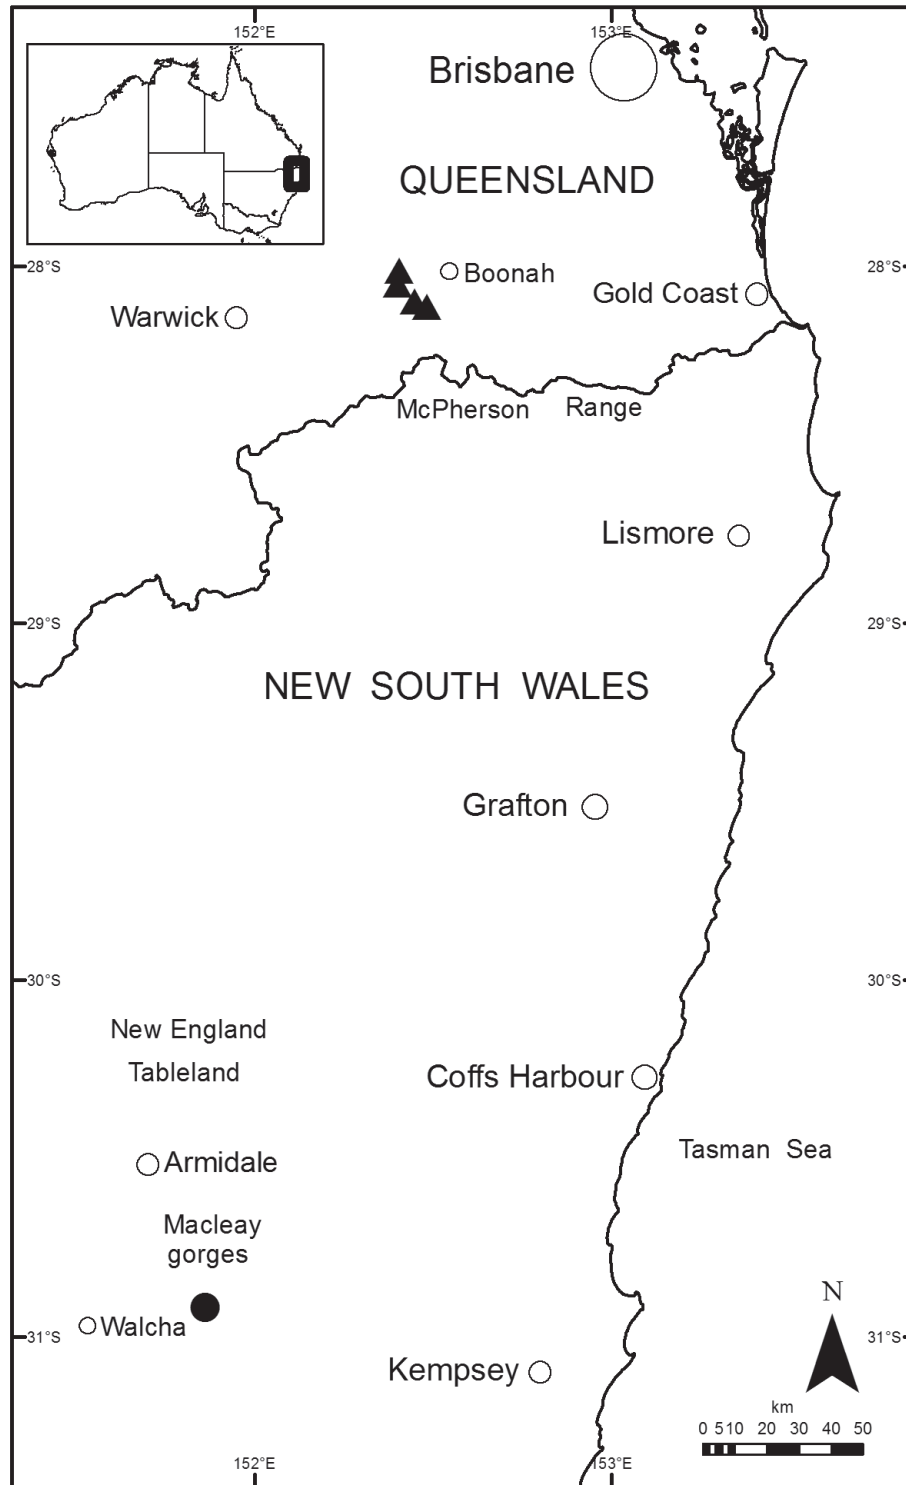 152°E 153°E
Brisbane
QUEENSLAND
28°S 28°S
Boonah
Gold Coast
Warwick
McPherson Range
Lismore
29°S 29°S
NEW SOUTH WALES
Grafton
30°S 30°S
New England
Tableland
Coffs Harbour
Tasman Sea
Armidale
Macleay
gorges
N
Walcha
31°S 31°S
Kempsey
km
0 5 10 20 30 40 50
152°E 153°E